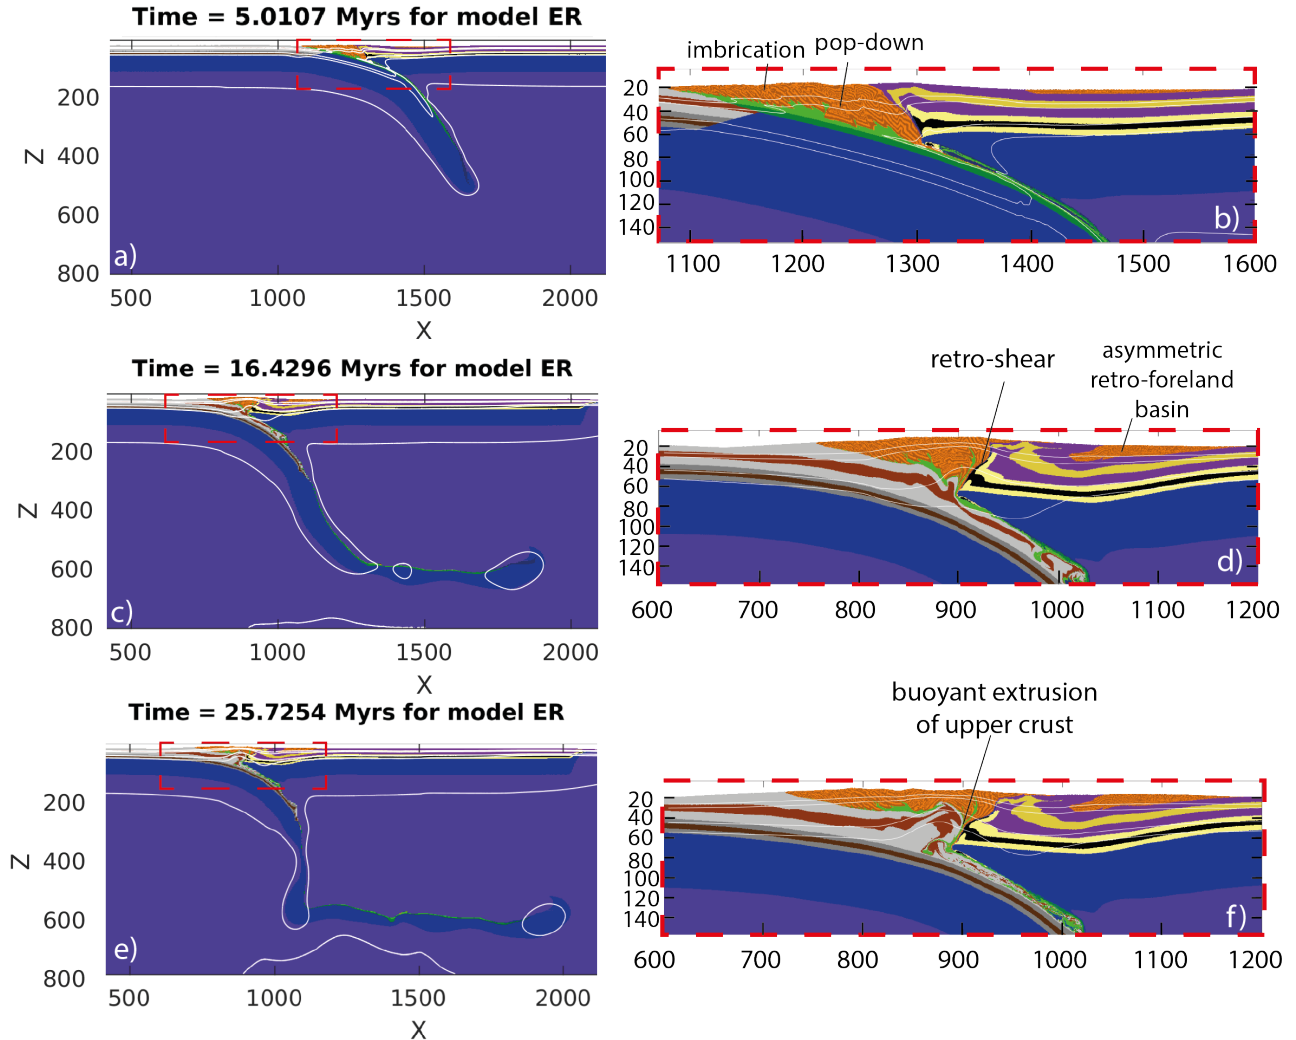 Time = 5.0107 Myrs for model ER
200
400
600
800
Z
500
1000
1500
2000
X
a)
imbrication
pop-down
20
40
60
80
100
120
140
1100
1200
1300
1400
1500
1600
b)
Time = 16.4296 Myrs for model ER
200
400
600
800
Z
500
1000
1500
2000
X
c)
retro-shear
asymmetric
retro-foreland
basin
20
40
60
80
100
120
140
600
700
800
900
1000
1100
1200
d)
Time = 25.7254 Myrs for model ER
200
400
600
800
Z
500
1000
1500
2000
X
e)
buoyant extrusion
of upper crust
20
40
60
80
100
120
140
600
700
800
900
1000
1100
1200
f)